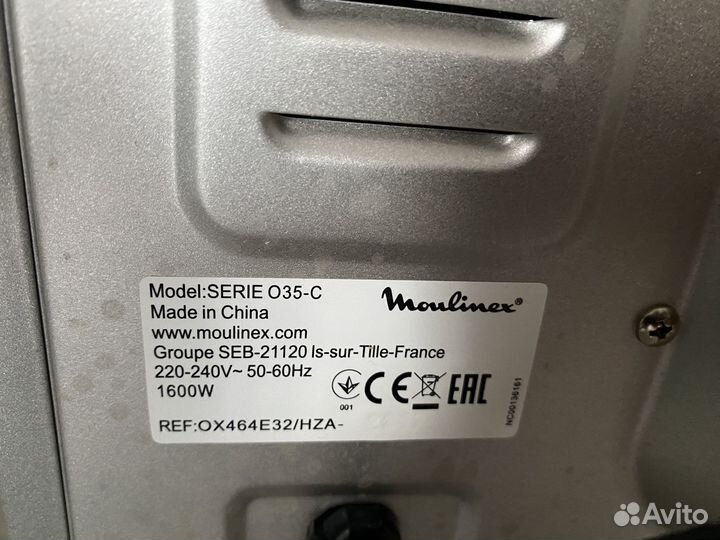 Model:SERIE O35-C
Moulinex®
Made in China
www.moulinex.com
Groupe SEB-21120 Is-sur-Tille-France
220-240V~ 50-60Hz
1600W
001
CE EAC
REF:OX464E32/HZA-
NC00136161
Avito